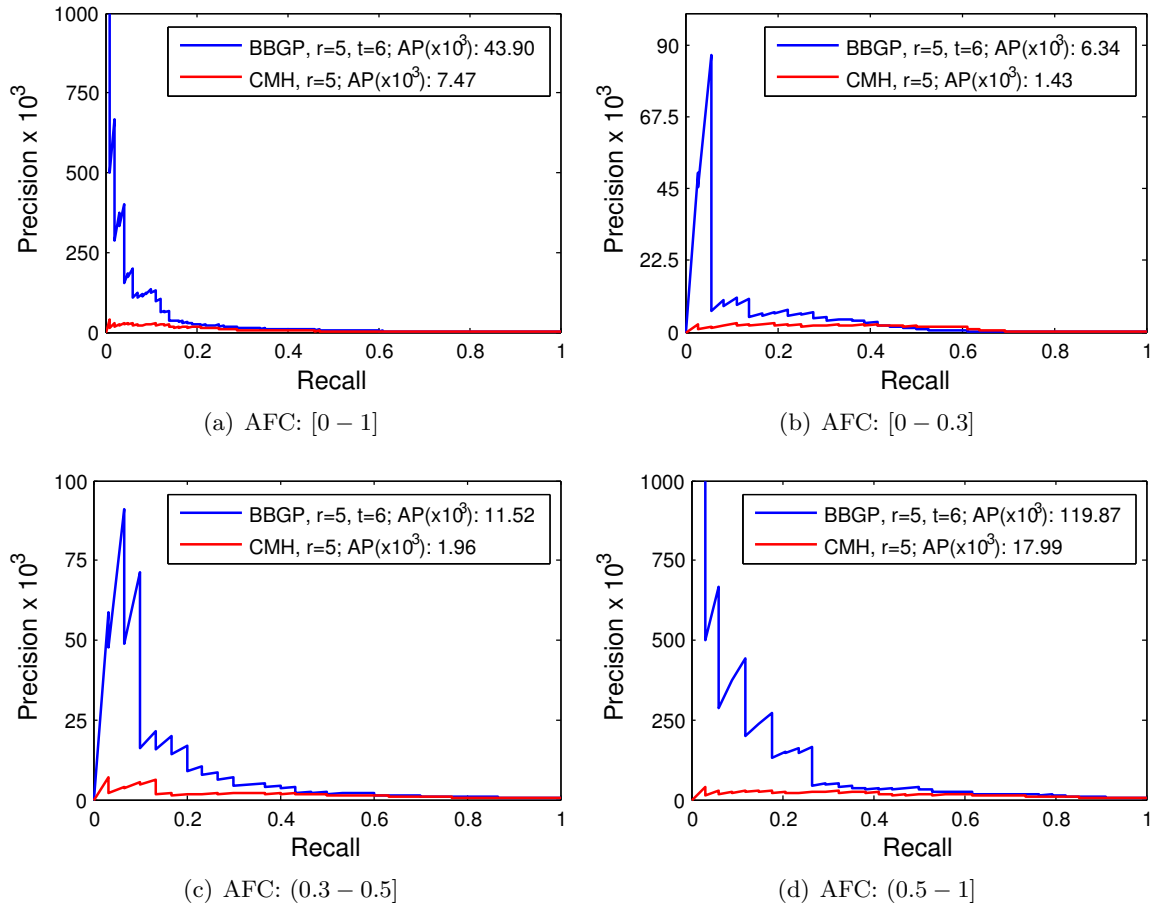 1000
750
500
250
0
Precision x 10³
BBGP, r=5, t=6; AP(x10³): 43.90
CMH, r=5; AP(x10³): 7.47
0 0.2 0.4 0.6 0.8 1
Recall
(a) AFC: [0 − 1]
90
67.5
45
22.5
0
Precision x 10³
BBGP, r=5, t=6; AP(x10³): 6.34
CMH, r=5; AP(x10³): 1.43
0 0.2 0.4 0.6 0.8 1
Recall
(b) AFC: [0 − 0.3]
100
75
50
25
0
Precision x 10³
BBGP, r=5, t=6; AP(x10³): 11.52
CMH, r=5; AP(x10³): 1.96
0 0.2 0.4 0.6 0.8 1
Recall
(c) AFC: (0.3 − 0.5]
1000
750
500
250
0
Precision x 10³
BBGP, r=5, t=6; AP(x10³): 119.87
CMH, r=5; AP(x10³): 17.99
0 0.2 0.4 0.6 0.8 1
Recall
(d) AFC: (0.5 − 1]